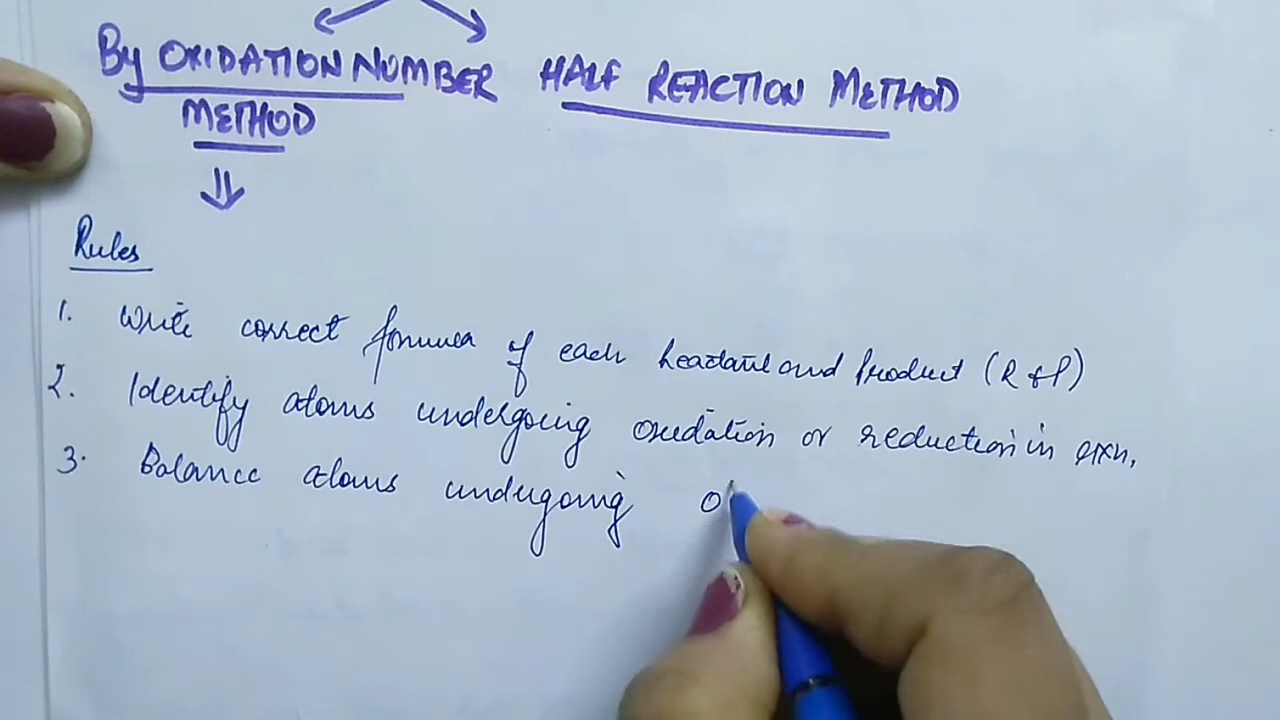 By OXIDATION NUMBER HALF REACTION METHOD
METHOD
Rules
1. Write correct formula of each Reactant and Product (R & P)
2. Identify atoms undergoing oxidation or reduction in rxn.
3. Balance atoms undergoing o